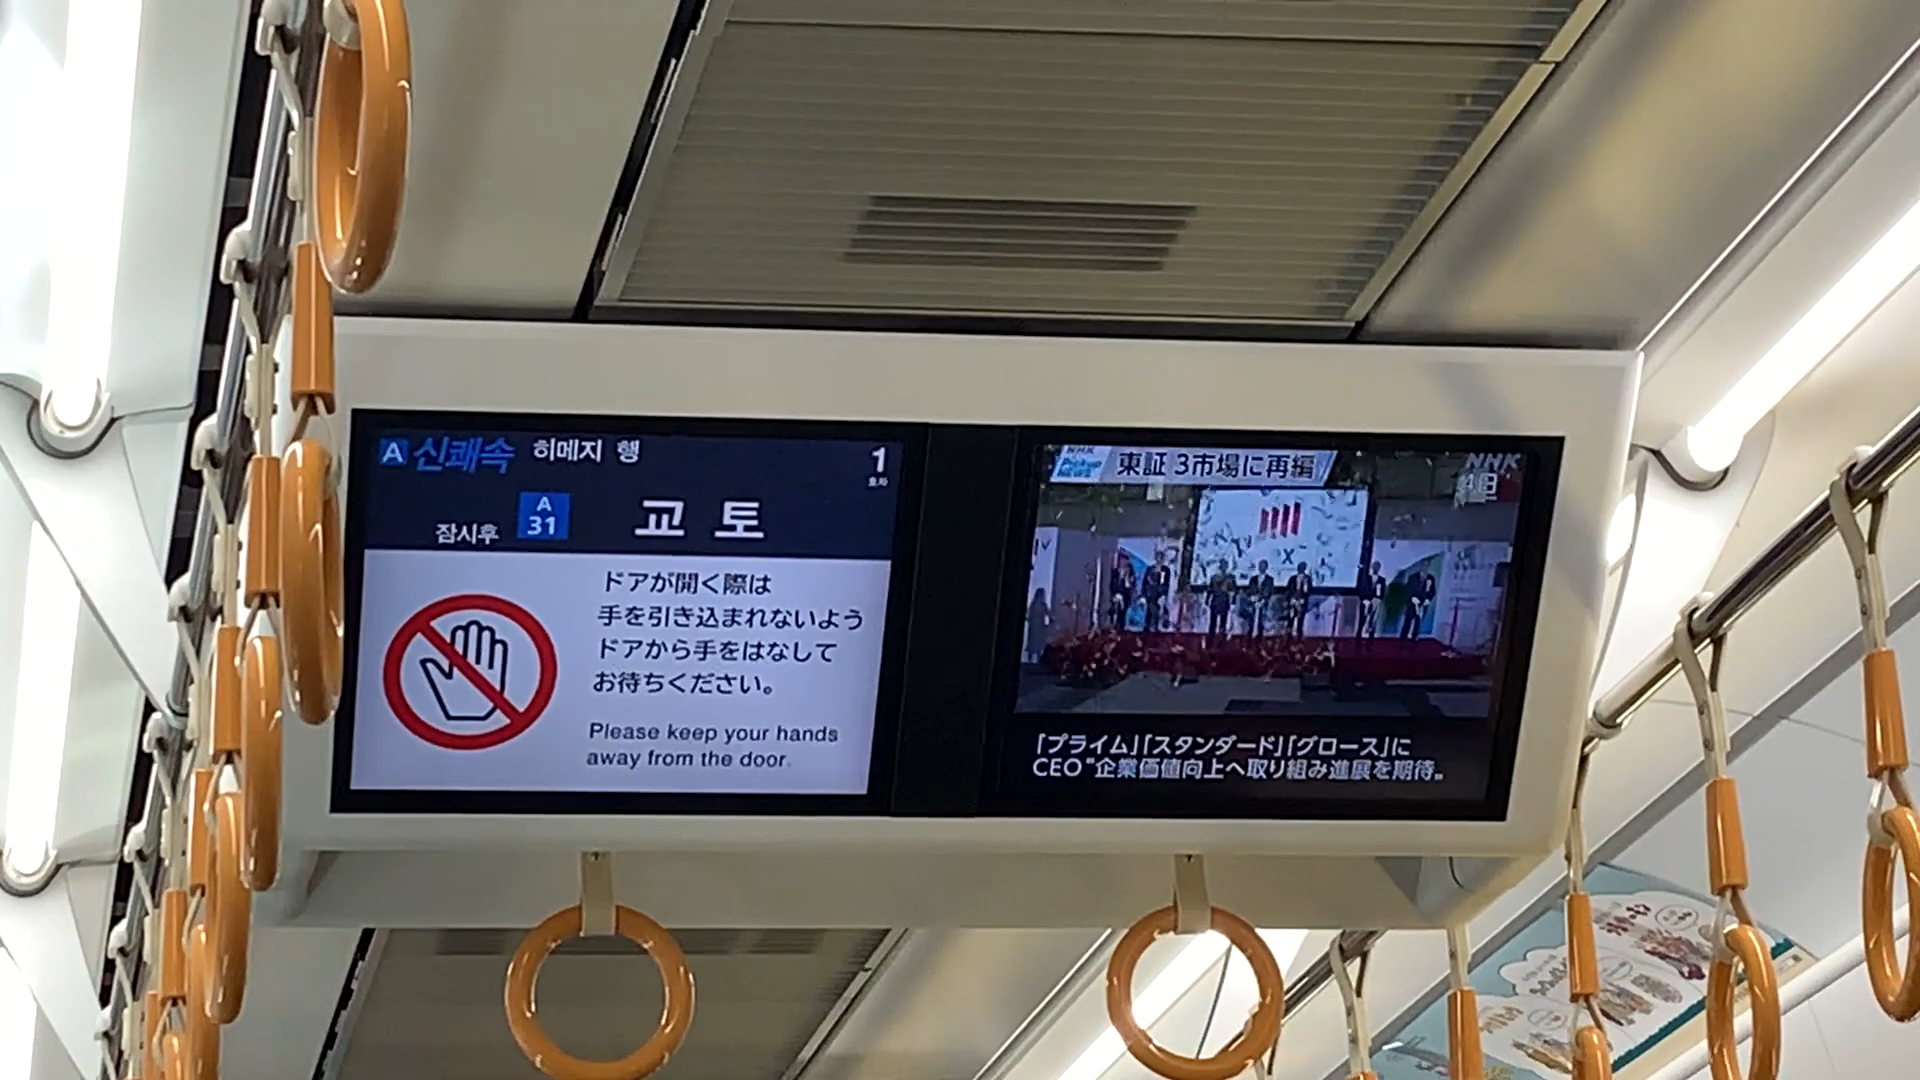 A 신쾌속 히메지 행
1
호차
잠시후 A 31 교 토
ドアが開く際は
手を引き込まれないよう
ドアから手をはなして
お待ちください。
Please keep your hands
away from the door.
NHK
Pickup
NEWS
東証 3市場に再編
NHK
4日
「プライム」「スタンダード」「グロース」に
CEO"企業価値向上へ取り組み進展を期待"